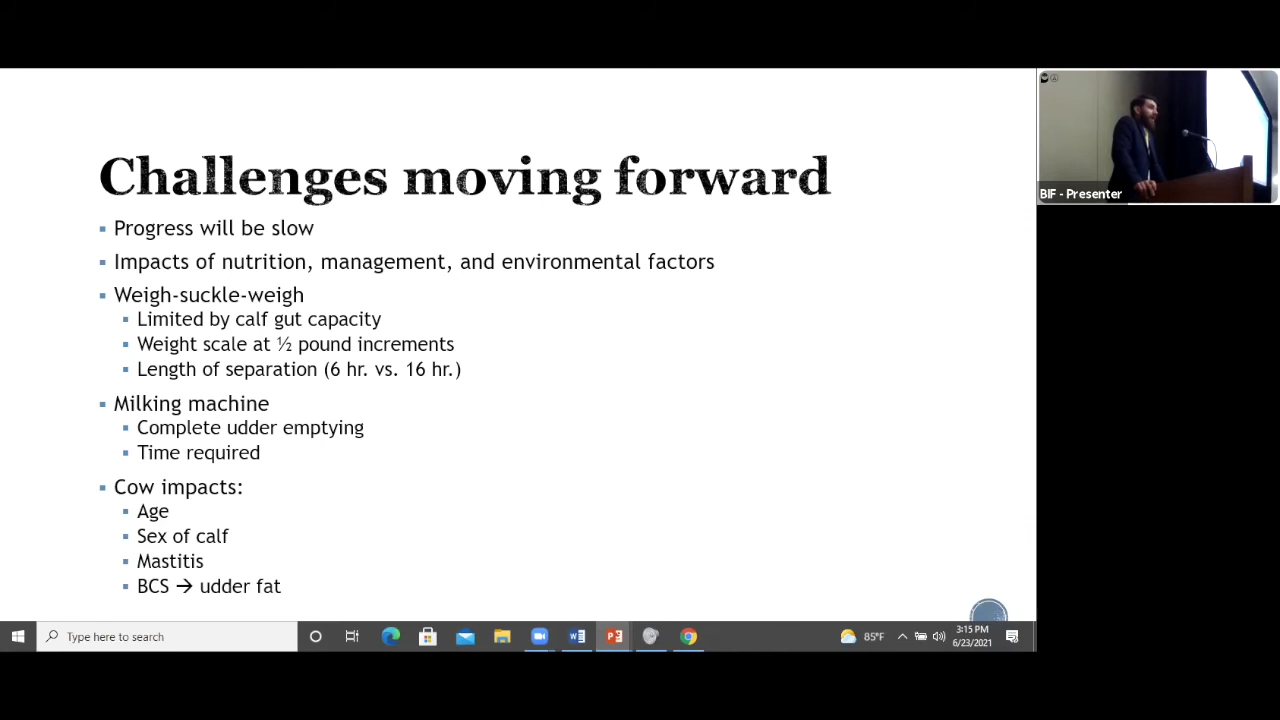 Challenges moving forward
Progress will be slow
Impacts of nutrition, management, and environmental factors
Weigh-suckle-weigh
Limited by calf gut capacity
Weight scale at ½ pound increments
Length of separation (6 hr. vs. 16 hr.)
Milking machine
Complete udder emptying
Time required
Cow impacts:
Age
Sex of calf
Mastitis
BCS → udder fat
BIF - Presenter
Type here to search
85°F
3:15 PM
6/23/2021